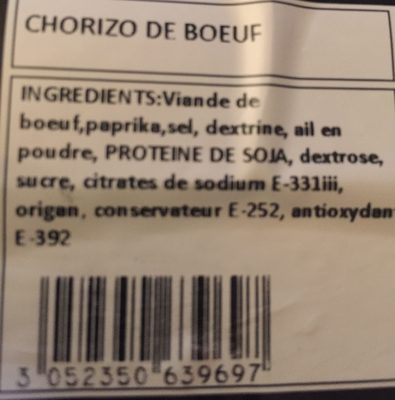 CHORIZO DE BOEUF
INGREDIENTS:Viande de
boeuf,paprika,sel, dextrine, ail en
poudre, PROTEINE DE SOJA, dextrose,
sucre, citrates de sodium E-331iii,
origan, conservateur E-252, antioxydan
E-392
3 052350 639697